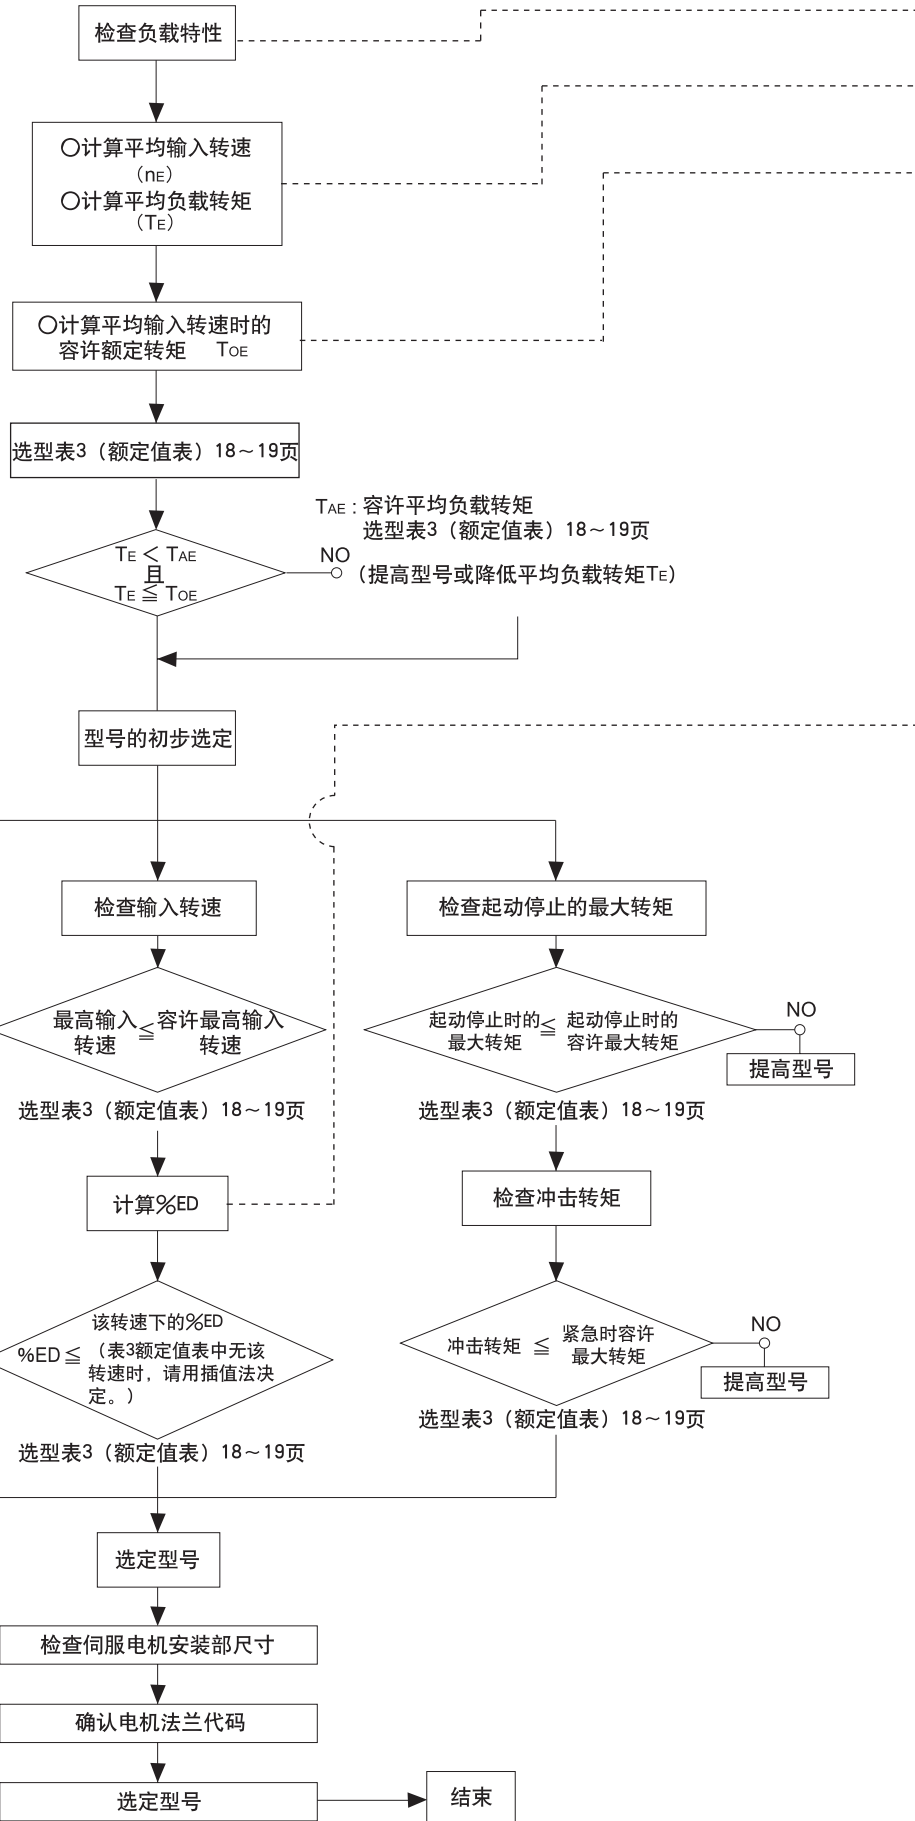 检查负载特性
○计算平均输入转速
（nE）
○计算平均负载转矩
（TE）
○计算平均输入转速时的
容许额定转矩 TOE
选型表3（额定值表）18～19页
TAE：容许平均负载转矩
选型表3（额定值表）18～19页
TE＜TAE
且
TE≦TOE
NO
（提高型号或降低平均负载转矩TE）
型号的初步选定
检查输入转速
检查起动停止的最大转矩
最高输入
转速
≦
容许最高输入
转速
起动停止时的
最大转矩
≦
起动停止时的
容许最大转矩
NO
提高型号
选型表3（额定值表）18～19页
选型表3（额定值表）18～19页
计算%ED
检查冲击转矩
%ED≦
该转速下的%ED
（表3额定值表中无该
转速时，请用插值法决
定。）
冲击转矩 ≦
紧急时容许
最大转矩
NO
提高型号
选型表3（额定值表）18～19页
选型表3（额定值表）18～19页
选定型号
检查伺服电机安装部尺寸
确认电机法兰代码
选定型号
结束